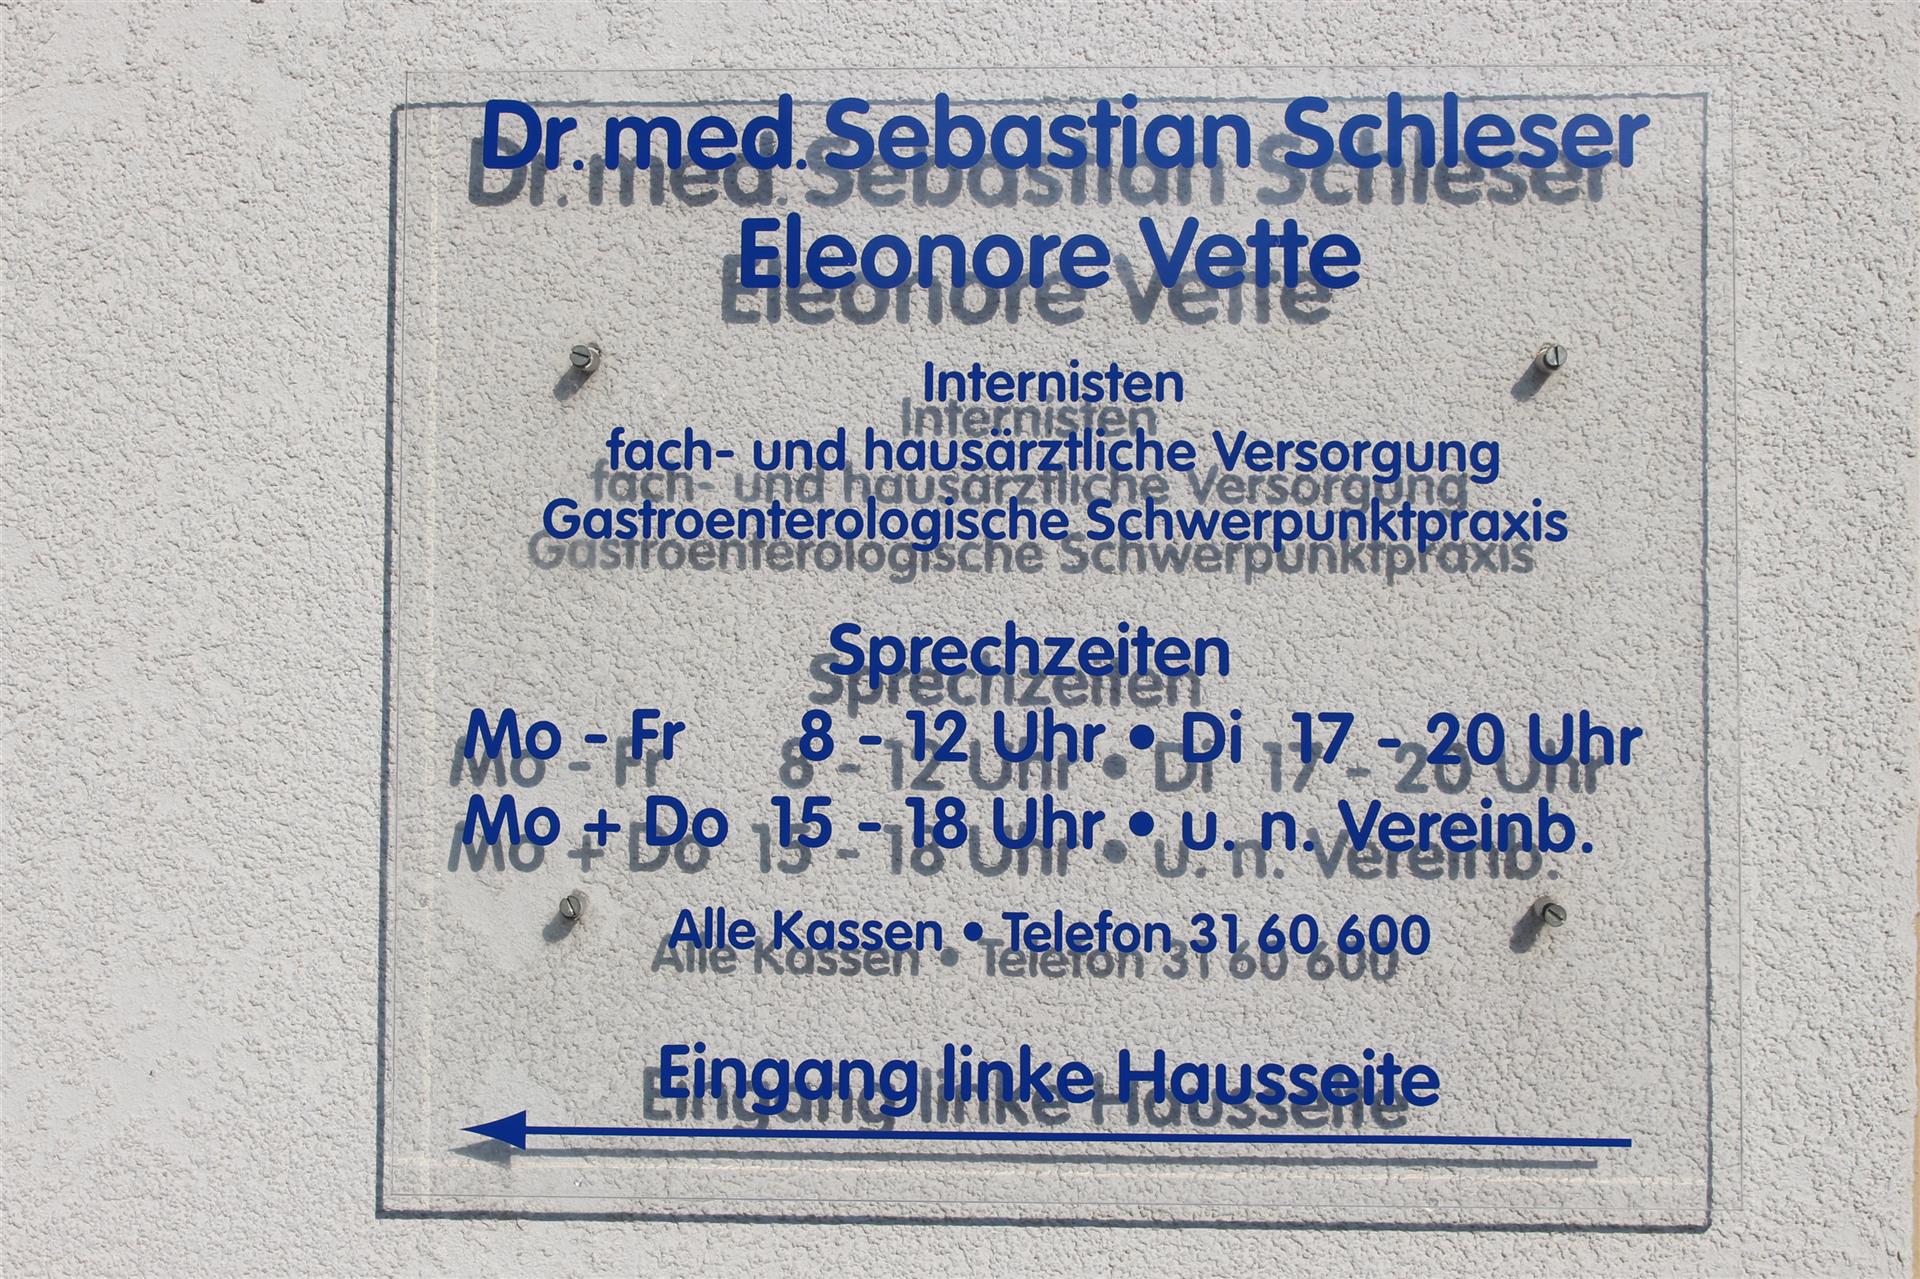 Dr. med. Sebastian Schleser
Eleonore Vette
Internisten
fach- und hausärztliche Versorgung
Gastroenterologische Schwerpunktpraxis
Sprechzeiten
Mo - Fr 8 - 12 Uhr • Di 17 - 20 Uhr
Mo + Do 15 - 18 Uhr • u. n. Vereinb.
Alle Kassen • Telefon 31 60 600
Eingang linke Hausseite